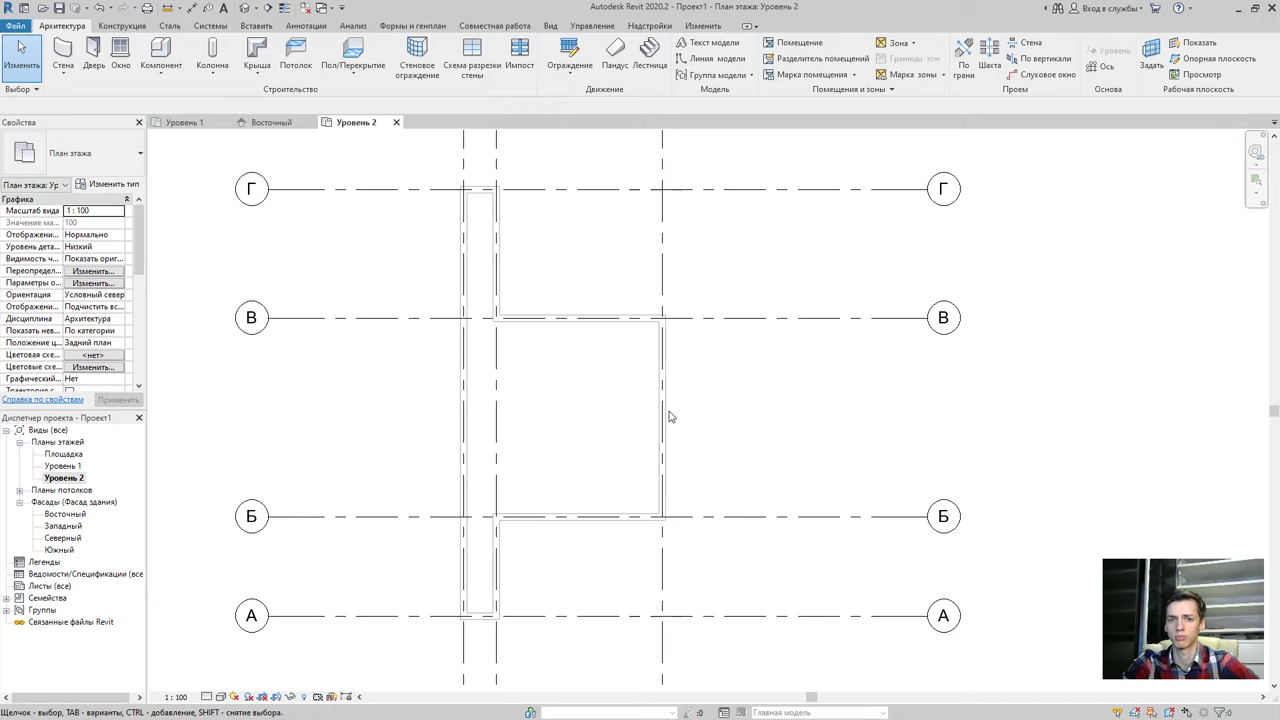 Autodesk Revit 2020.2 - Проект1 - План этажа: Уровень 2
Вход в службы
Файл Архитектура Конструкция Сталь Системы Вставить Аннотации Анализ Формы и генплан Совместная работа Вид Управление Надстройки Изменить
Изменить Стена Дверь Окно Компонент Колонна Крыша Потолок Пол/Перекрытие Стеновое ограждение Схема разрезки стены Импост Ограждение Пандус Лестница
Текст модели
Линия модели
Группа модели
Помещение
Разделитель помещений
Марка помещения
Зона
Границы зон
Марка зоны
По грани
Шахта
Стена
По вертикали
Слуховое окно
Уровень
Ось
Задать
Показать
Опорная плоскость
Просмотр
Выбор Строительство Движение Модель Помещения и зоны Проем Основа Рабочая плоскость
Свойства
Уровень 1 Восточный Уровень 2
План этажа
План этажа: Ур Изменить тип
Графика
Масштаб вида 1 : 100
Значение ма... 100
Отображени... Нормально
Уровень дета... Низкий
Видимость ч... Показать ориг...
Переопредел... Изменить...
Параметры о... Изменить...
Ориентация Условный север
Отображени... Подчистить вс...
Дисциплина Архитектура
Показать нев... По категории
Положение ц... Задний план
Цветовая схе... <нет>
Цветовые схе... Изменить...
Графический... Нет
Справка по свойствам Применить
Диспетчер проекта - Проект1
Виды (все)
Планы этажей
Площадка
Уровень 1
Уровень 2
Планы потолков
Фасады (Фасад здания)
Восточный
Западный
Северный
Южный
Легенды
Ведомости/Спецификации (все
Листы (все)
Семейства
Группы
Связанные файлы Revit
Г Г
В В
Б Б
А А
1 : 100
Щелчок - выбор, TAB - варианты, CTRL - добавление, SHIFT - снятие выбора.
:0 Главная модель :0